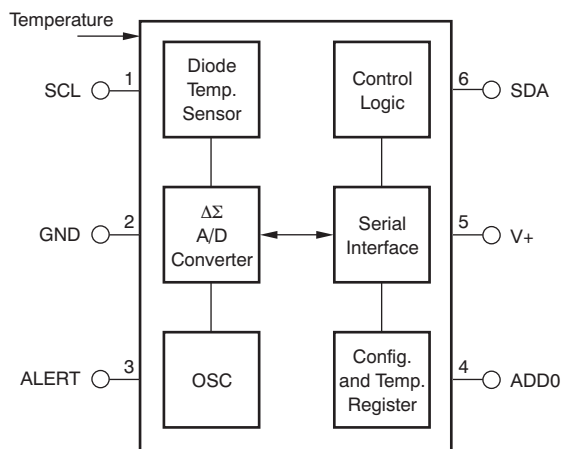 Temperature
SCL
1
Diode
Temp.
Sensor
Control
Logic
6
SDA
GND
2
ΔΣ
A/D
Converter
Serial
Interface
5
V+
ALERT
3
OSC
Config.
and Temp.
Register
4
ADD0